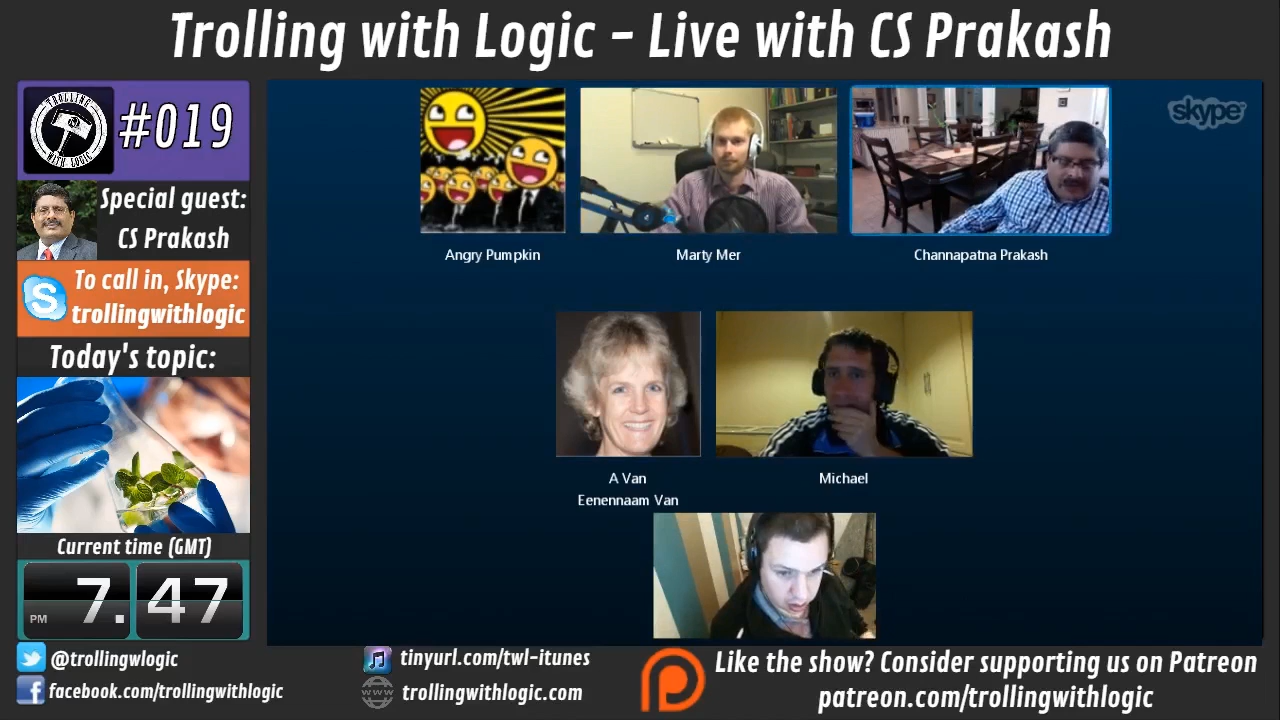 Trolling with Logic - Live with CS Prakash
TROLLING
WITH LOGIC
#019
Special guest:
CS Prakash
To call in, Skype:
trollingwithlogic
Today's topic:
Current time (GMT)
PM 7. 47
skype
Angry Pumpkin
Marty Mer
Channapatna Prakash
A Van
Eenennaam Van
Michael
@trollingwlogic
facebook.com/trollingwithlogic
tinyurl.com/twl-itunes
trollingwithlogic.com
Like the show? Consider supporting us on Patreon
patreon.com/trollingwithlogic